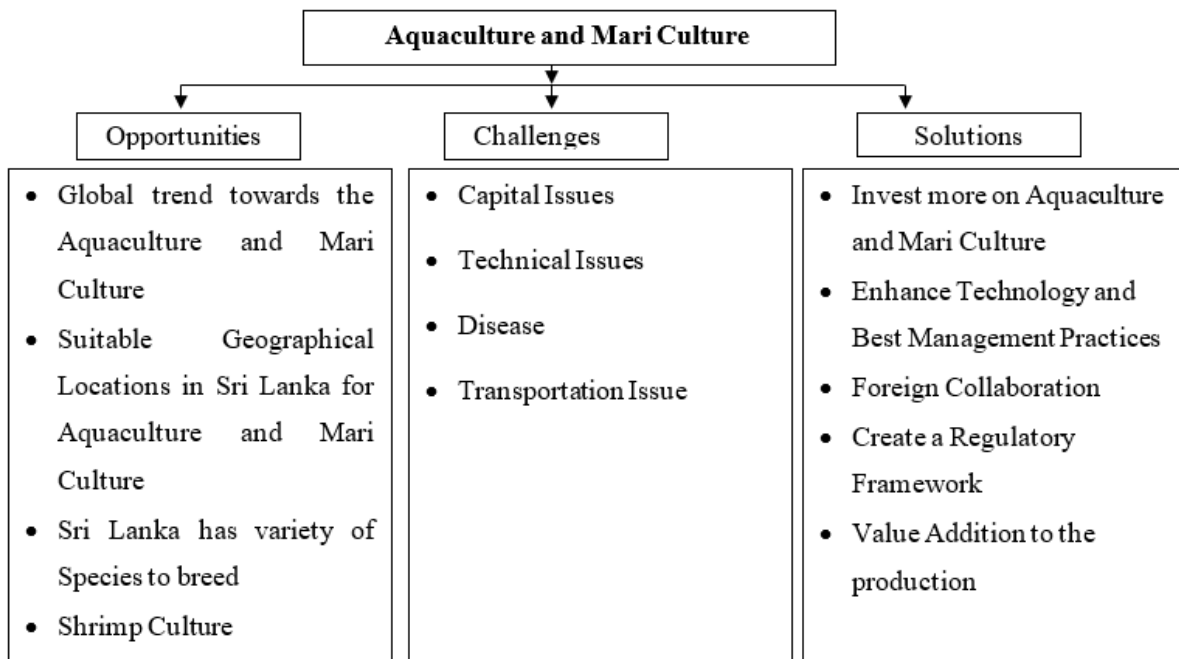 Aquaculture and Mari Culture
Opportunities
Challenges
Solutions
• Global trend towards the
Aquaculture and Mari
Culture
• Suitable Geographical
Locations in Sri Lanka for
Aquaculture and Mari
Culture
• Sri Lanka has variety of
Species to breed
• Shrimp Culture
• Capital Issues
• Technical Issues
• Disease
• Transportation Issue
• Invest more on Aquaculture
and Mari Culture
• Enhance Technology and
Best Management Practices
• Foreign Collaboration
• Create a Regulatory
Framework
• Value Addition to the
production